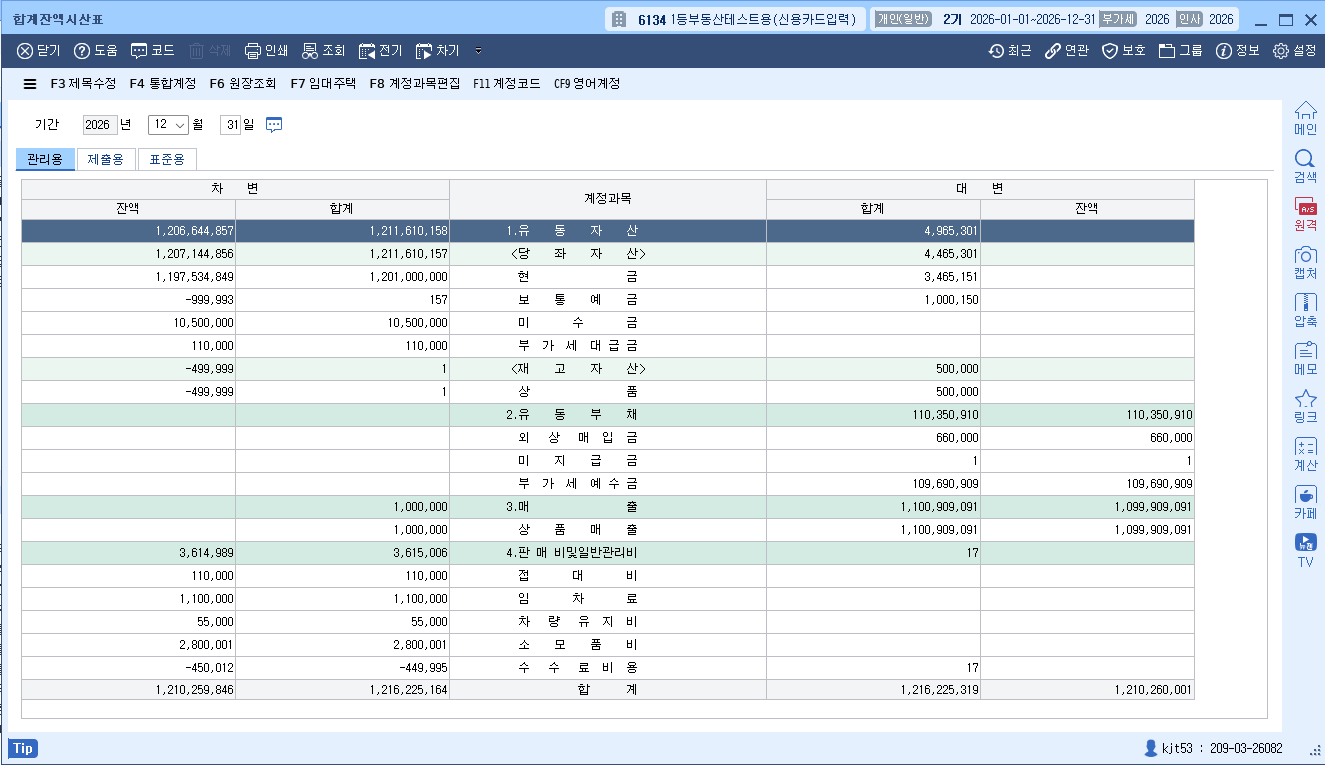 합계잔액시산표 6134 1등부동산테스트용(신용카드입력) 개인(일반) 2기 2026-01-01~2026-12-31 부가세 2026 인사 2026
닫기 도움 코드 삭제 인쇄 조회 전기 차기 최근 연관 보호 그룹 정보 설정
F3 제목수정 F4 통합계정 F6 원장조회 F7 임대주택 F8 계정과목편집 F11 계정코드 CF9 영어계정
기간 2026 년 12 월 31 일
관리용 제출용 표준용
차 변 계정과목 대 변
잔액 합계 합계 잔액
1,206,644,857 1,211,610,158 1.유 동 자 산 4,965,301
1,207,144,856 1,211,610,157 <당 좌 자 산> 4,465,301
1,197,534,849 1,201,000,000 현 금 3,465,151
-999,993 157 보 통 예 금 1,000,150
10,500,000 10,500,000 미 수 금
110,000 110,000 부 가 세 대 급 금
-499,999 1 <재 고 자 산> 500,000
-499,999 1 상 품 500,000
2.유 동 부 채 110,350,910 110,350,910
외 상 매 입 금 660,000 660,000
미 지 급 금 1 1
부 가 세 예 수 금 109,690,909 109,690,909
1,000,000 3.매 출 1,100,909,091 1,099,909,091
1,000,000 상 품 매 출 1,100,909,091 1,099,909,091
3,614,989 3,615,006 4.판 매 비및일반관리비 17
110,000 110,000 접 대 비
1,100,000 1,100,000 임 차 료
55,000 55,000 차 량 유 지 비
2,800,001 2,800,001 소 모 품 비
-450,012 -449,995 수 수 료 비 용 17
1,210,259,846 1,216,225,164 합 계 1,216,225,319 1,210,260,001
메인
검색
A/S
원격
캡처
압축
메모
링크
계산
카페
뉴젠
TV
Tip kjt53 : 209-03-26082